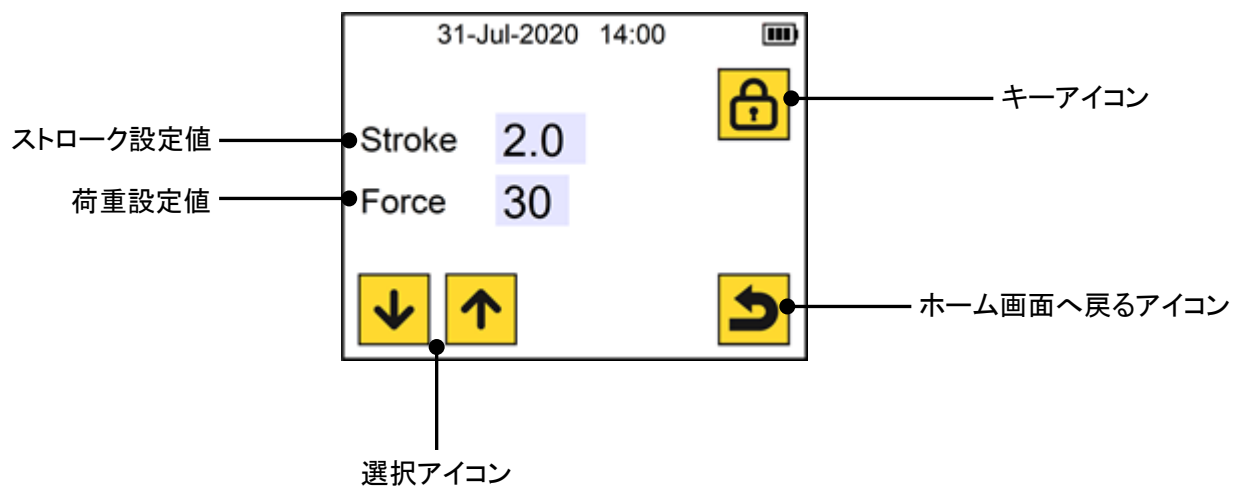 31-Jul-2020 14:00
キーアイコン
ストローク設定値
Stroke 2.0
荷重設定値
Force 30
ホーム画面へ戻るアイコン
選択アイコン